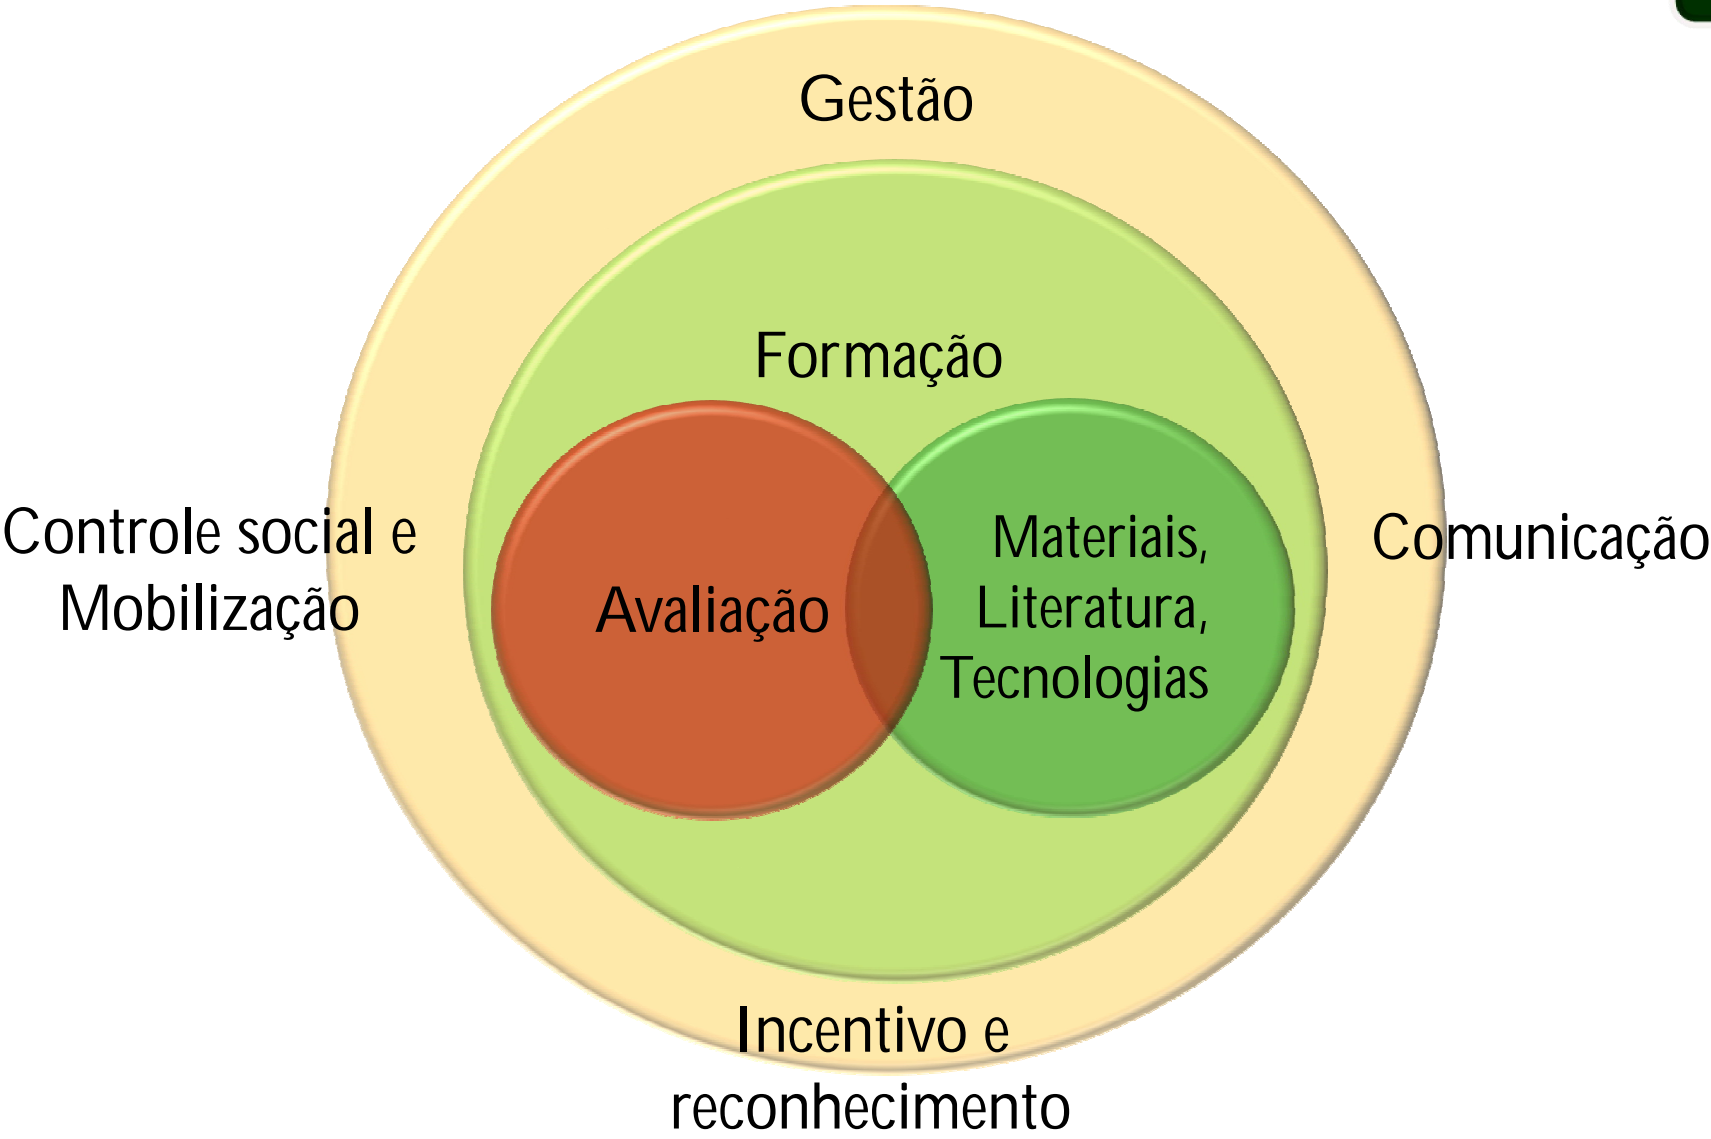 Gestão
Formação
Controle social e
Mobilização
Avaliação
Materiais,
Literatura,
Tecnologias
Comunicação
Incentivo e
reconhecimento